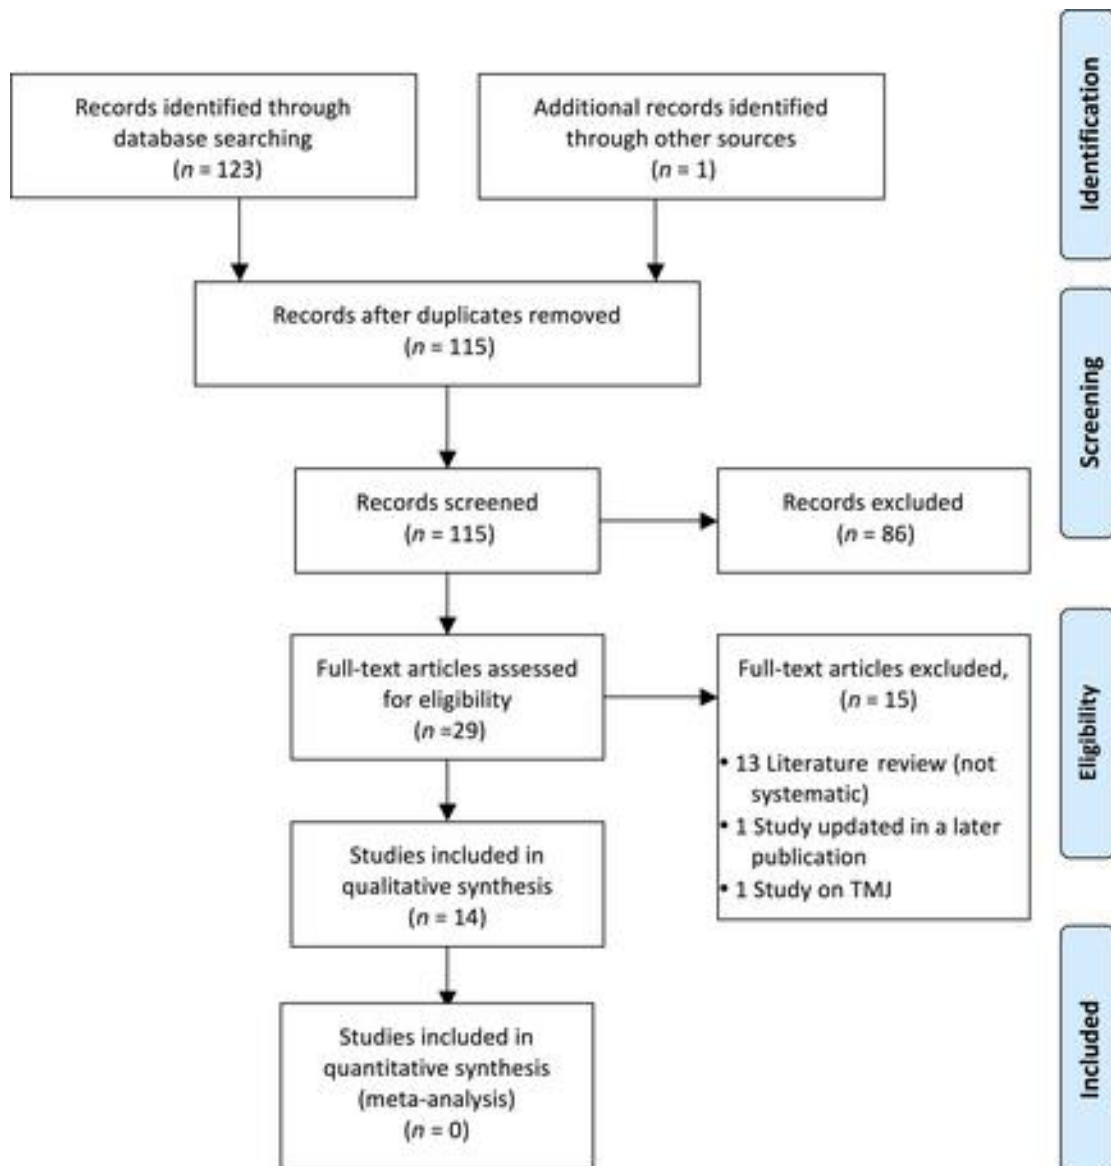 Records identified through
database searching
(n = 123)
Additional records identified
through other sources
(n = 1)
Identification
Records after duplicates removed
(n = 115)
Screening
Records screened
(n = 115)
Records excluded
(n = 86)
Full-text articles assessed
for eligibility
(n =29)
Full-text articles excluded,
(n = 15)
• 13 Literature review (not
systematic)
• 1 Study updated in a later
publication
• 1 Study on TMJ
Eligibility
Studies included in
qualitative synthesis
(n = 14)
Studies included in
quantitative synthesis
(meta-analysis)
(n = 0)
Included